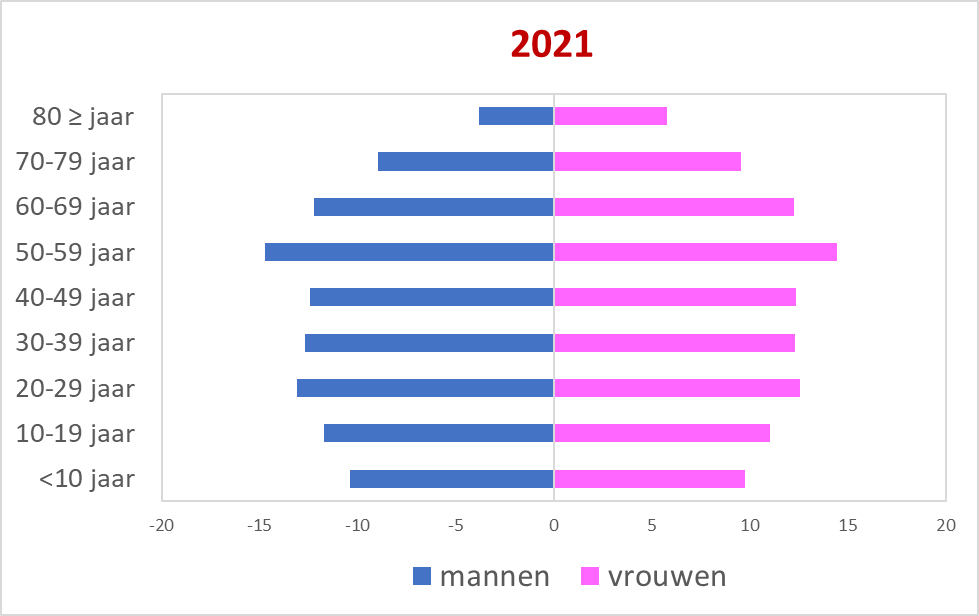 2021
80 ≥ jaar
70-79 jaar
60-69 jaar
50-59 jaar
40-49 jaar
30-39 jaar
20-29 jaar
10-19 jaar
<10 jaar
-20 -15 -10 -5 0 5 10 15 20
mannen vrouwen